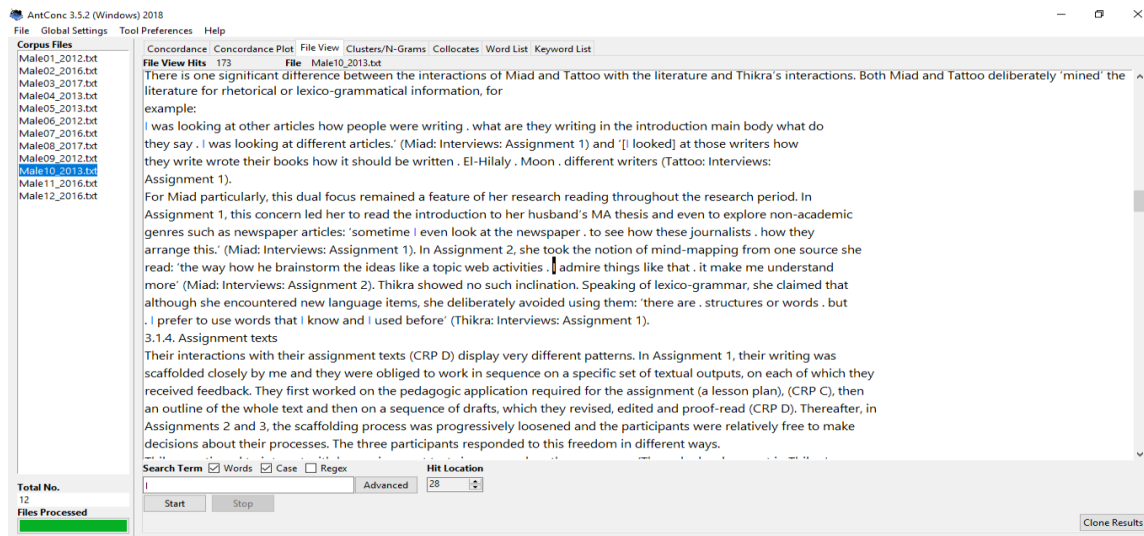 AntConc 3.5.2 (Windows) 2018
File Global Settings Tool Preferences Help
Corpus Files
Male01_2012.txt
Male02_2016.txt
Male03_2017.txt
Male04_2013.txt
Male05_2013.txt
Male06_2012.txt
Male07_2016.txt
Male08_2017.txt
Male09_2012.txt
Male10_2013.txt
Male11_2016.txt
Male12_2016.txt
Total No.
12
Files Processed
Concordance Concordance Plot File View Clusters/N-Grams Collocates Word List Keyword List
File View Hits 173 File Male10_2013.txt
There is one significant difference between the interactions of Miad and Tattoo with the literature and Thikra's interactions. Both Miad and Tattoo deliberately 'mined' the
literature for rhetorical or lexico-grammatical information, for
example:
I was looking at other articles how people were writing . what are they writing in the introduction main body what do
they say . I was looking at different articles.' (Miad: Interviews: Assignment 1) and '[I looked] at those writers how
they write wrote their books how it should be written . El-Hilaly . Moon . different writers (Tattoo: Interviews:
Assignment 1).
For Miad particularly, this dual focus remained a feature of her research reading throughout the research period. In
Assignment 1, this concern led her to read the introduction to her husband's MA thesis and even to explore non-academic
genres such as newspaper articles: 'sometime I even look at the newspaper . to see how these journalists . how they
arrange this.' (Miad: Interviews: Assignment 1). In Assignment 2, she took the notion of mind-mapping from one source she
read: 'the way how he brainstorm the ideas like a topic web activities . I admire things like that . it make me understand
more' (Miad: Interviews: Assignment 2). Thikra showed no such inclination. Speaking of lexico-grammar, she claimed that
although she encountered new language items, she deliberately avoided using them: 'there are . structures or words . but
. I prefer to use words that I know and I used before' (Thikra: Interviews: Assignment 1).
3.1.4. Assignment texts
Their interactions with their assignment texts (CRP D) display very different patterns. In Assignment 1, their writing was
scaffolded closely by me and they were obliged to work in sequence on a specific set of textual outputs, on each of which they
received feedback. They first worked on the pedagogic application required for the assignment (a lesson plan), (CRP C), then
an outline of the whole text and then on a sequence of drafts, which they revised, edited and proof-read (CRP D). Thereafter, in
Assignments 2 and 3, the scaffolding process was progressively loosened and the participants were relatively free to make
decisions about their processes. The three participants responded to this freedom in different ways.
Search Term Words Case Regex Hit Location
I Advanced 28
Start Stop
Clone Results